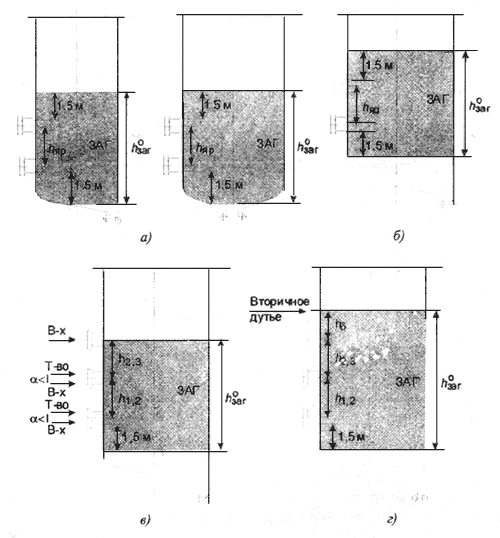 1,5 м
hяр
ЗАГ
h°заг
1,5 м
1,5 м
hяр
ЗАГ
h°заг
1,5 м
а)
1,5 м
hяр
ЗАГ
h°заг
1,5 м
б)
В-х
Т-во
α<1
В-х
Т-во
α<1
В-х
h2,3
h1,2
ЗАГ
h°заг
1,5 м
в)
Вторичное
дутье
hв
h2,3
h1,2
ЗАГ
h°заг
1,5м
г)